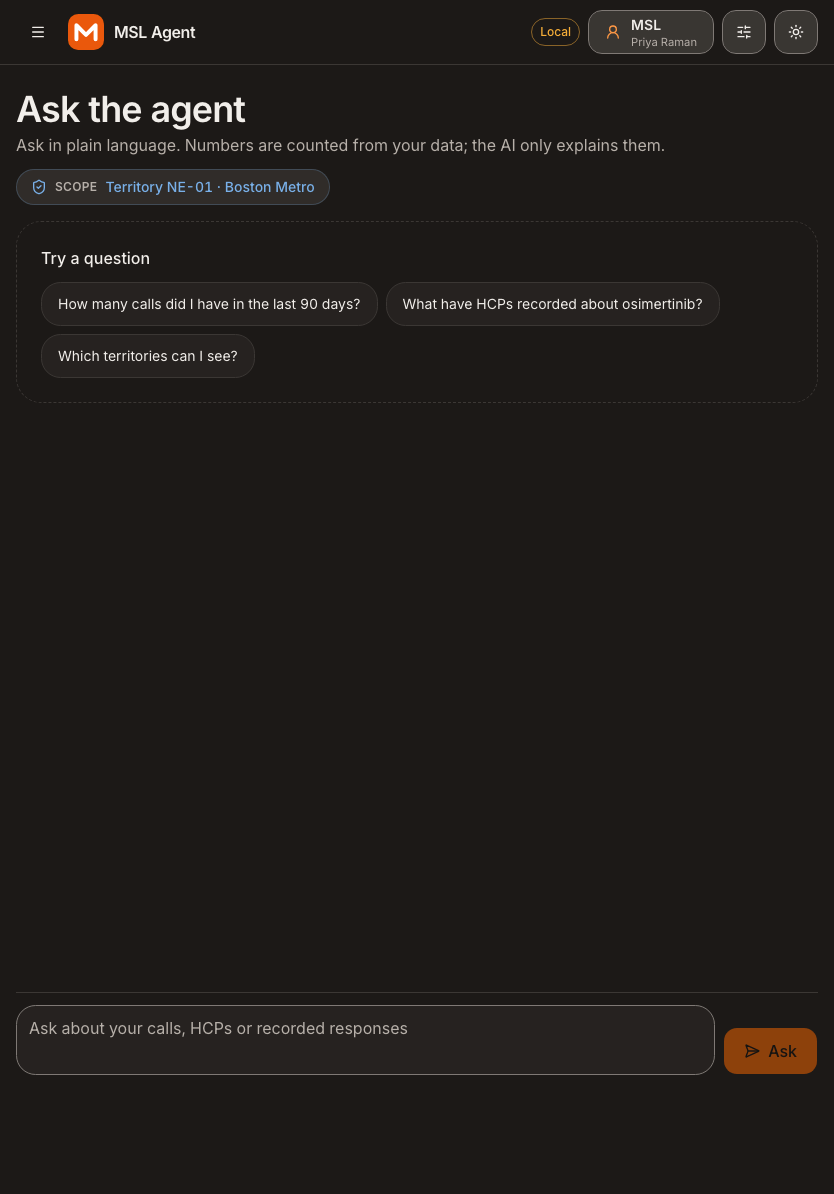 MSL Agent
Local
MSL
Priya Raman
Ask the agent
Ask in plain language. Numbers are counted from your data; the AI only explains them.
SCOPE Territory NE-01 · Boston Metro
Try a question
How many calls did I have in the last 90 days?
What have HCPs recorded about osimertinib?
Which territories can I see?
Ask about your calls, HCPs or recorded responses
Ask